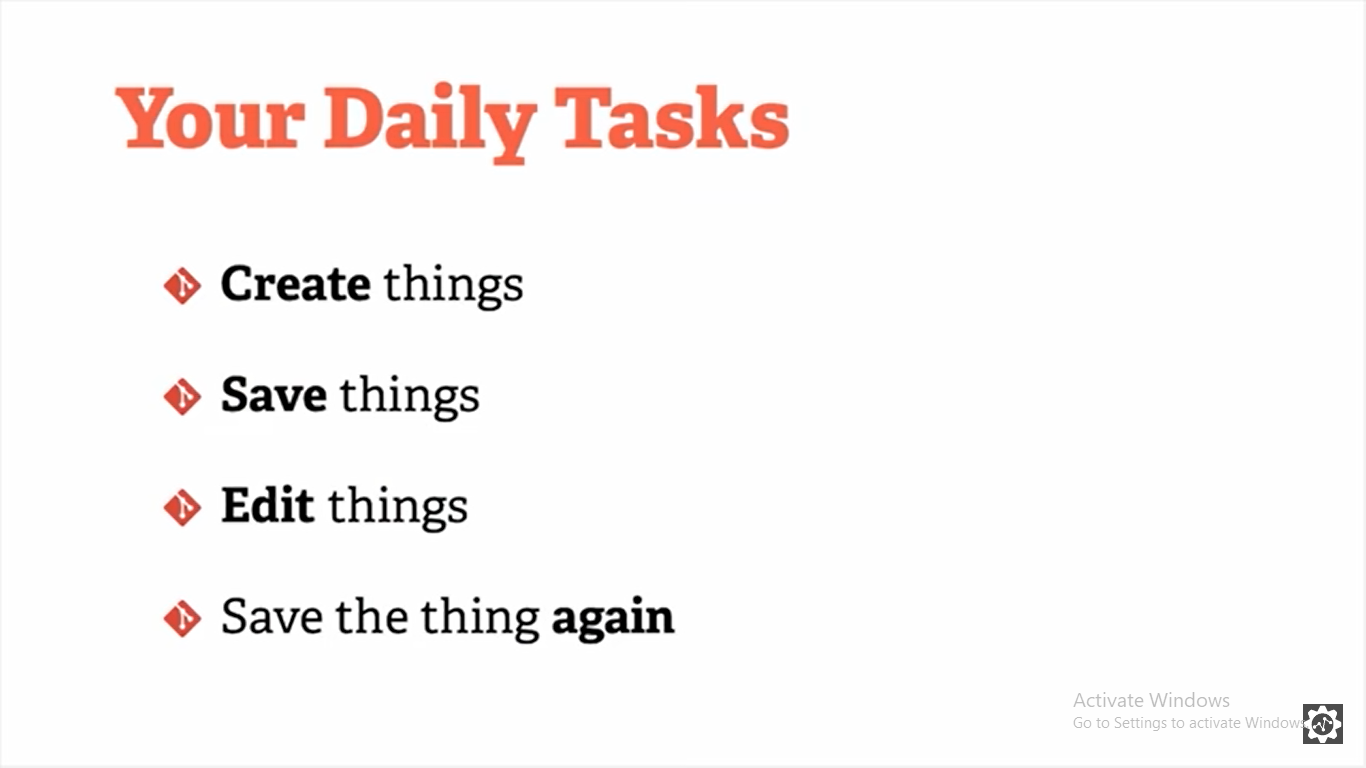 Your Daily Tasks
Create things
Save things
Edit things
Save the thing again
Activate Windows
Go to Settings to activate Windows